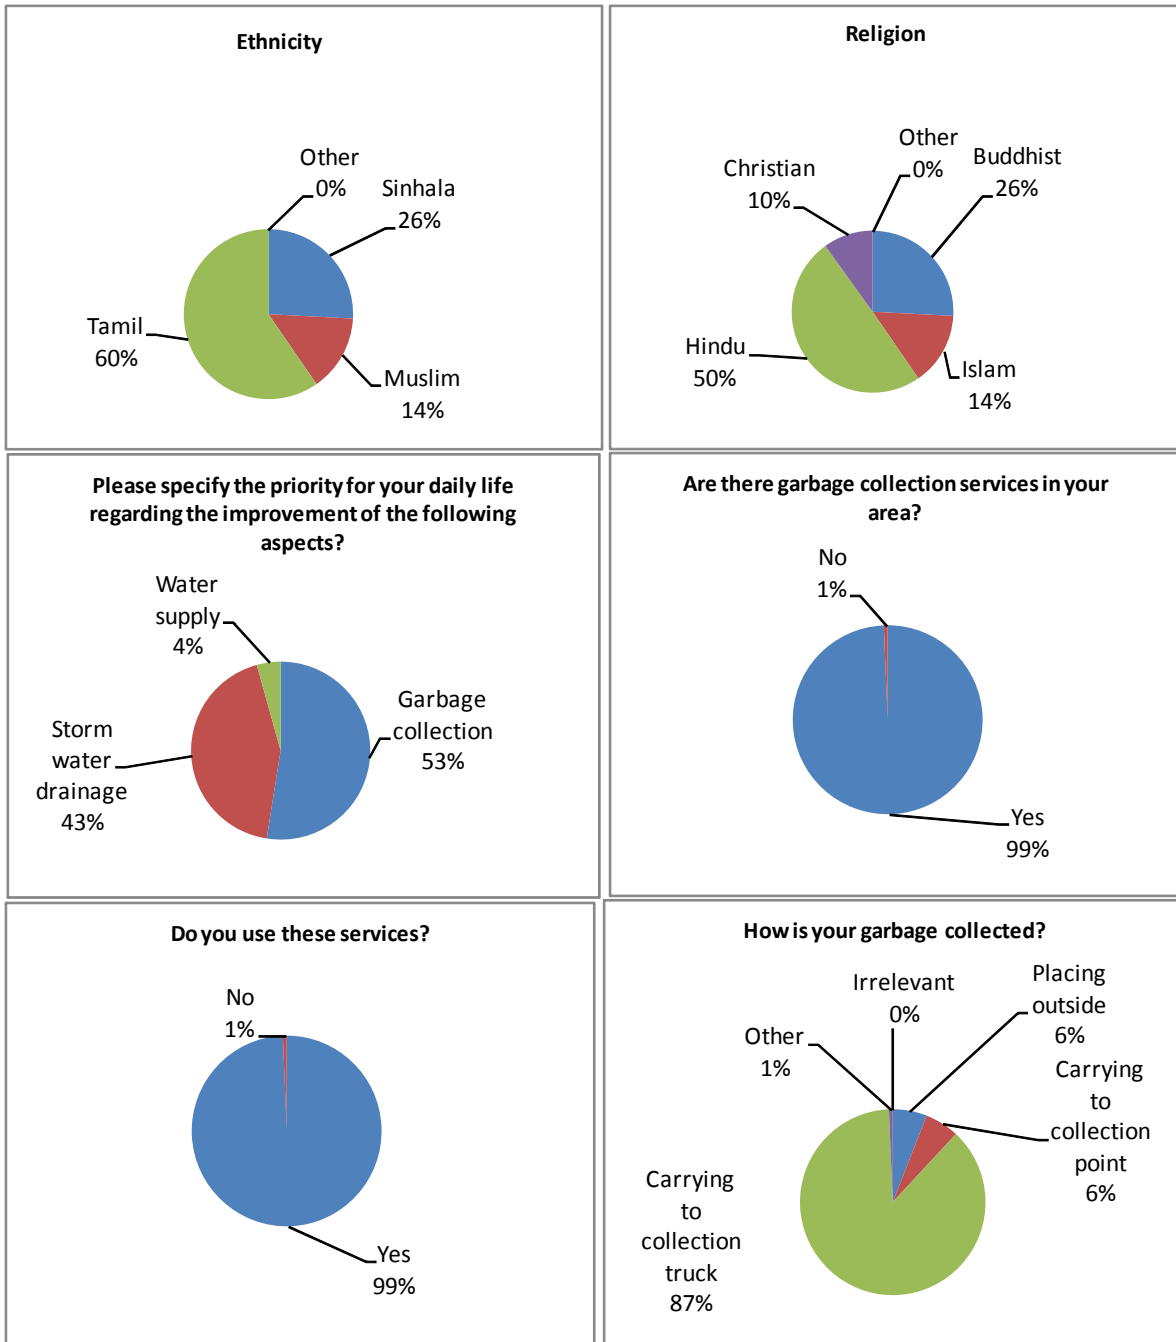 Ethnicity
Other
0%
Sinhala
26%
Tamil
60%
Muslim
14%
Religion
Other
0%
Buddhist
26%
Christian
10%
Hindu
50%
Islam
14%
Please specify the priority for your daily life
regarding the improvement of the following
aspects?
Water
supply
4%
Garbage
collection
53%
Storm
water
drainage
43%
Are there garbage collection services in your
area?
No
1%
Yes
99%
Do you use these services?
No
1%
Yes
99%
How is your garbage collected?
Irrelevant
0%
Placing
outside
6%
Other
1%
Carrying
to
collection
point
6%
Carrying
to
collection
truck
87%